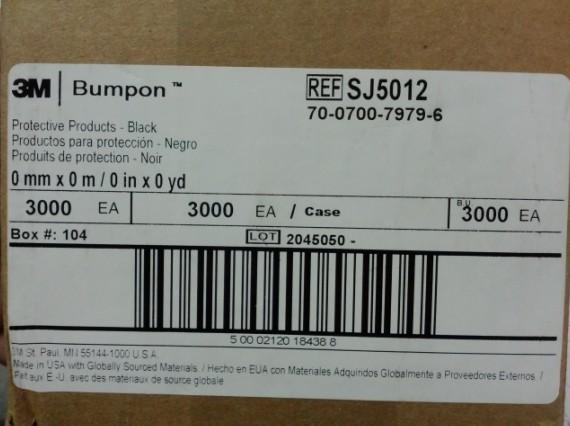 3M | Bumpon™ REF SJ5012
70-0700-7979-6
Protective Products - Black
Productos para protección - Negro
Produits de protection - Noir
0 mm x 0 m / 0 in x 0 yd
3000 EA 3000 EA / Case B.U. 3000 EA
Box #: 104 LOT 2045050 -
5 00 02120 18438 8
3M St. Paul, MN 55144-1000 U.S.A.
Made in USA with Globally Sourced Materials. / Hecho en EUA con Materiales Adquiridos Globalmente a Proveedores Externos. /
Fait aux E.-U. avec des materiaux de source globale